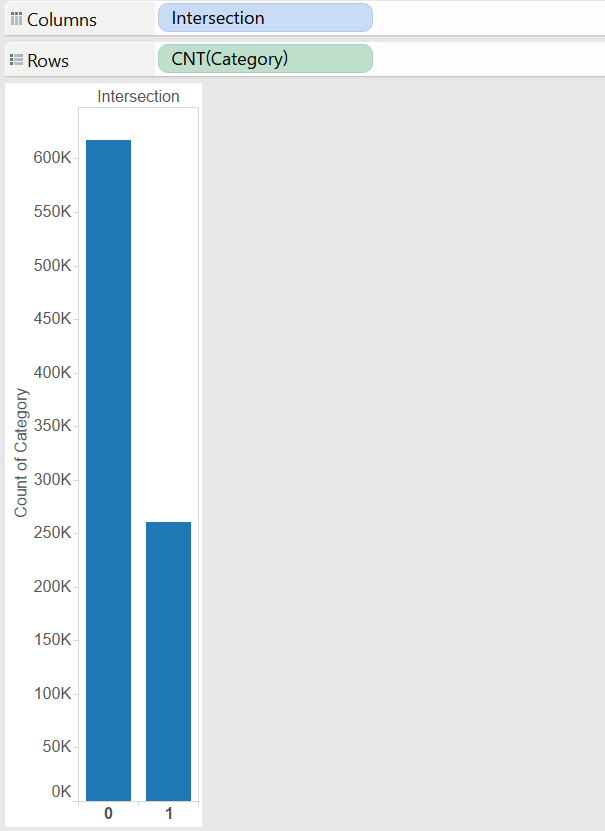 Columns
Intersection
Rows
CNT(Category)
Intersection
Count of Category
600K
550K
500K
450K
400K
350K
300K
250K
200K
150K
100K
50K
0K
0 1